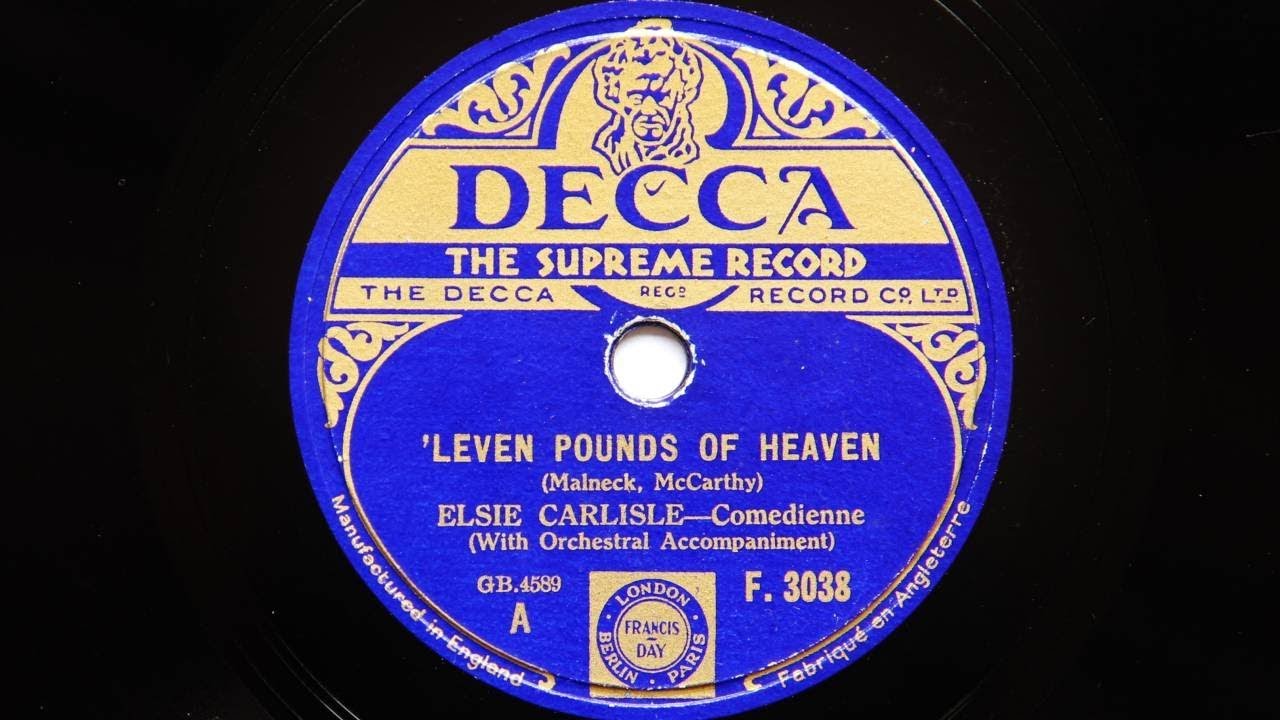 DECCA
THE SUPREME RECORD
THE DECCA REGD RECORD CO, LTD.
'LEVEN POUNDS OF HEAVEN
(Malneck, McCarthy)
ELSIE CARLISLE—Comedienne
(With Orchestral Accompaniment)
GB.4589
A
F. 3038
LONDON
FRANCIS
DAY
BERLIN
PARIS
Manufactured in England
Fabriqué en Angleterre